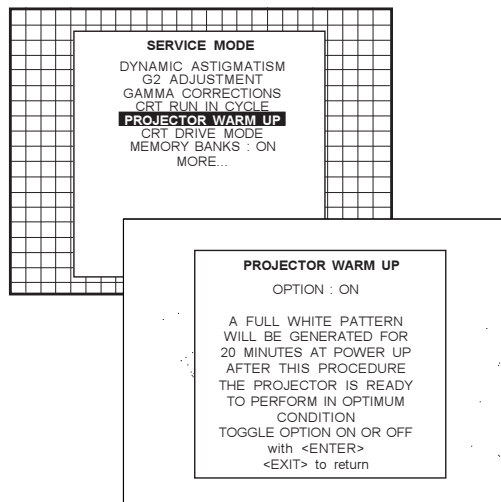 SERVICE MODE
DYNAMIC ASTIGMATISM
G2 ADJUSTMENT
GAMMA CORRECTIONS
CRT RUN IN CYCLE
PROJECTOR WARM UP
CRT DRIVE MODE
MEMORY BANKS : ON
MORE...
PROJECTOR WARM UP
OPTION : ON
A FULL WHITE PATTERN
WILL BE GENERATED FOR
20 MINUTES AT POWER UP
AFTER THIS PROCEDURE
THE PROJECTOR IS READY
TO PERFORM IN OPTIMUM
CONDITION
TOGGLE OPTION ON OR OFF
with <ENTER>
<EXIT> to return